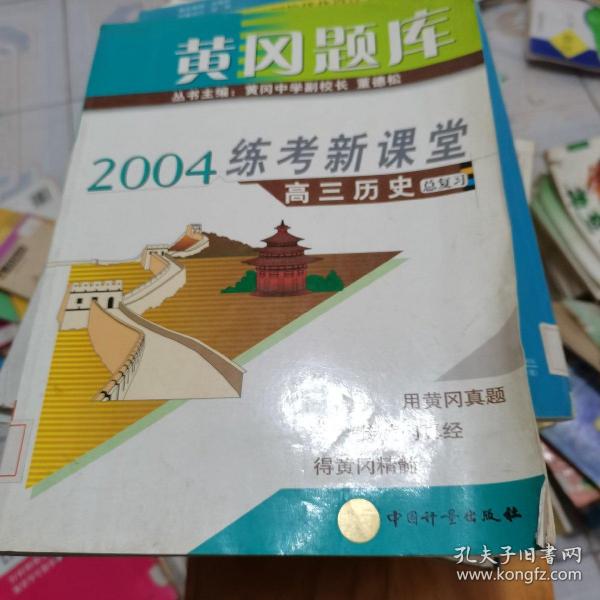 黄冈题库
丛书主编：黄冈中学副校长 董德松
2004 练考新课堂
高三历史 总复习
用黄冈真题
经
得黄冈精髓
中国计量出版社
孔夫子旧书网
www.kongfz.com